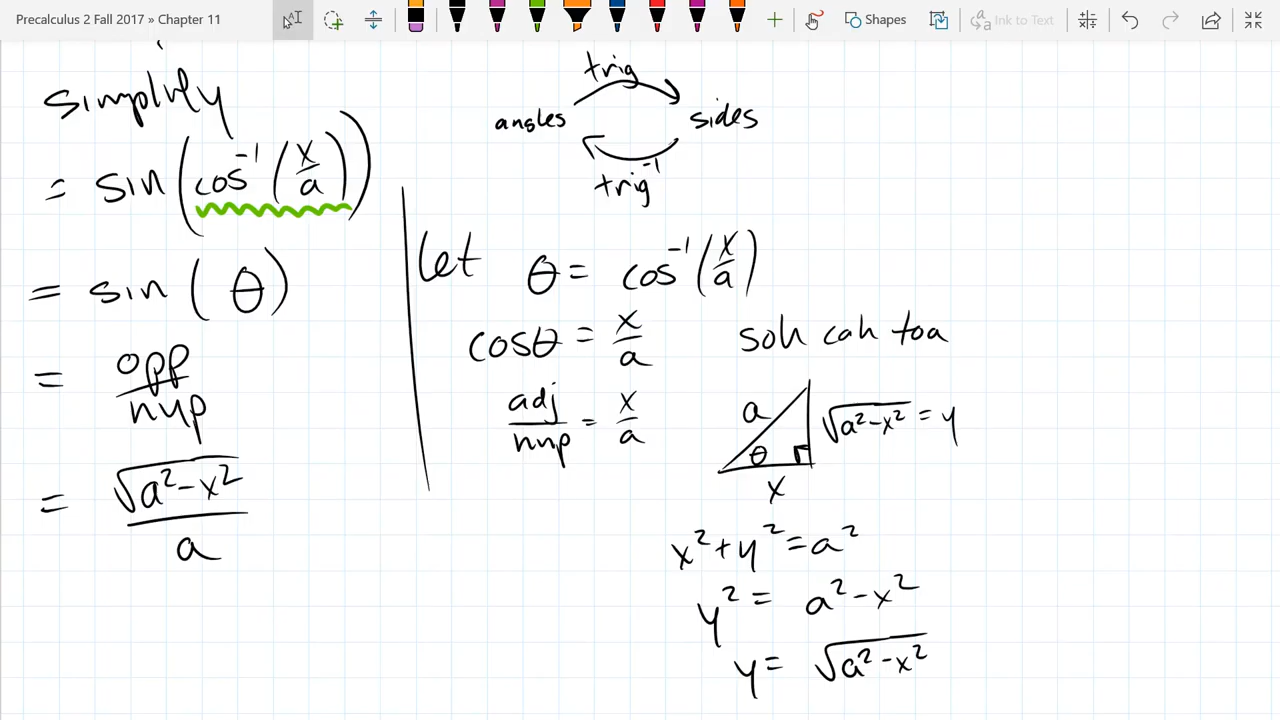 Precalculus 2 Fall 2017 » Chapter 11
Shapes
Ink to Text
simplify
= sin(cos⁻¹(x/a))
= sin(θ)
= opp/hyp
= √(a²-x²)/a
trig
angles
sides
trig⁻¹
let θ = cos⁻¹(x/a)
cosθ = x/a
adj/hyp = x/a
soh cah toa
a
√(a²-x²) = y
θ
x
x²+y²=a²
y² = a²-x²
y = √(a²-x²)